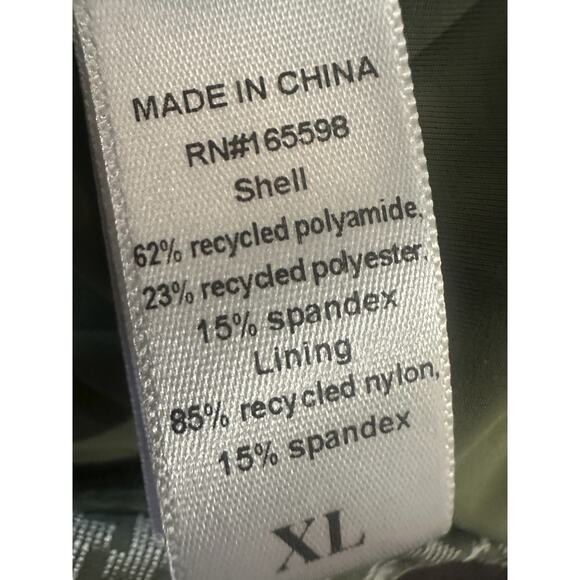 MADE IN CHINA
RN#165598
Shell
62% recycled polyamide,
23% recycled polyester,
15% spandex
Lining
85% recycled nylon,
15% spandex
XL